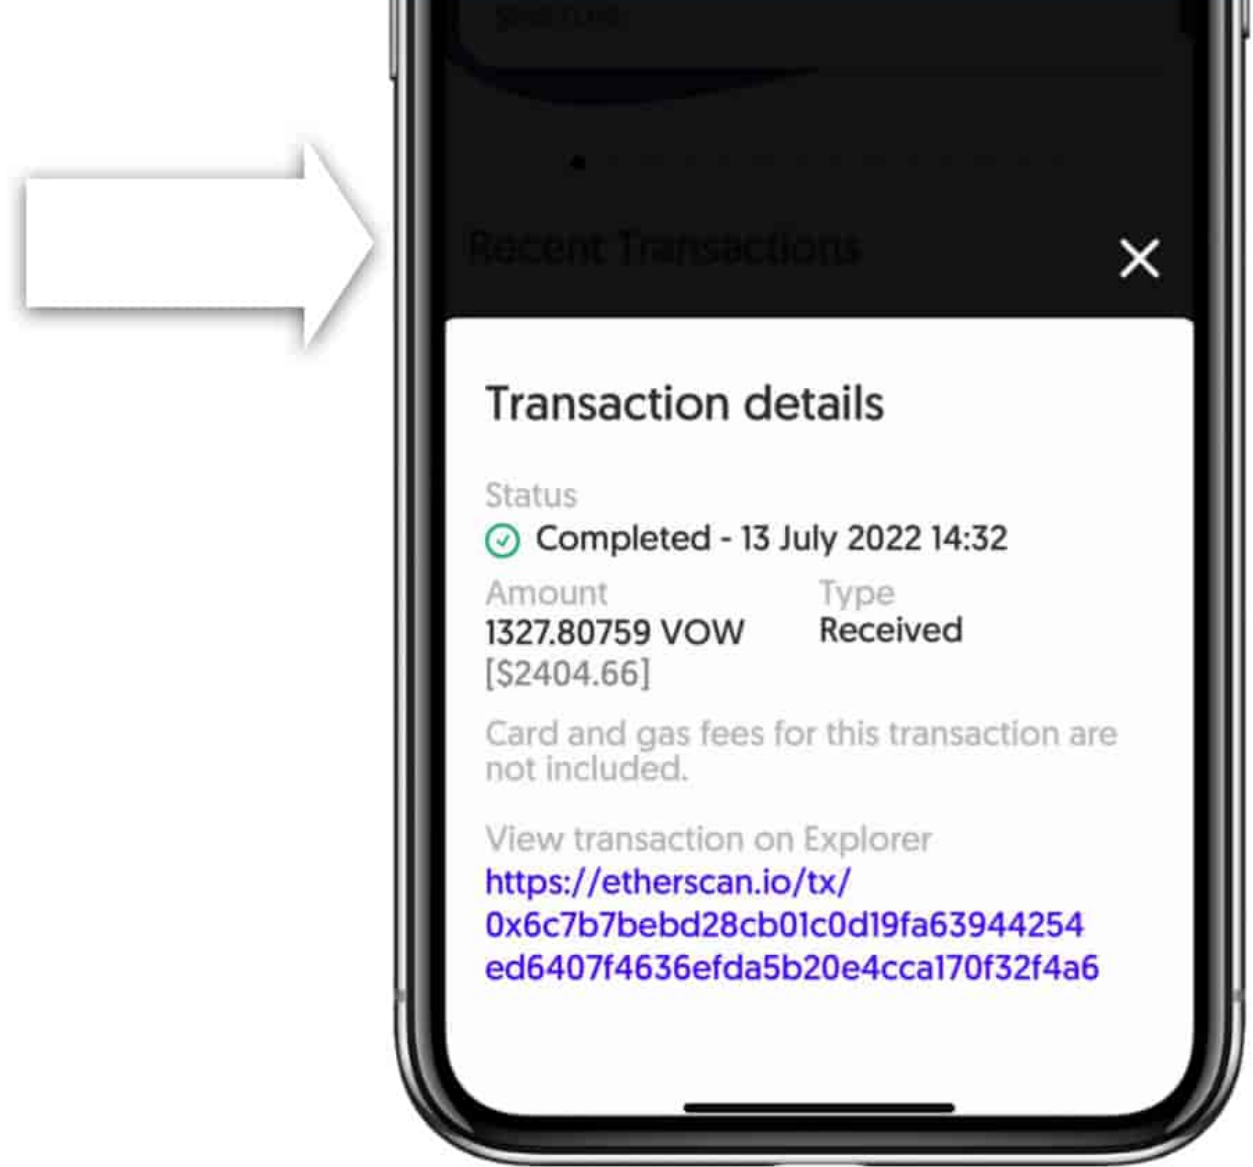 Recent Transactions
Transaction details
Status
Completed - 13 July 2022 14:32
Amount
Type
1327.80759 VOW
Received
[$2404.66]
Card and gas fees for this transaction are
not included.
View transaction on Explorer
https://etherscan.io/tx/
0x6c7b7bebd28cb01c0d19fa63944254
ed6407f4636efda5b20e4cca170f32f4a6